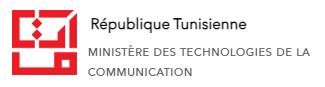 République Tunisienne
MINISTÈRE DES TECHNOLOGIES DE LA
COMMUNICATION